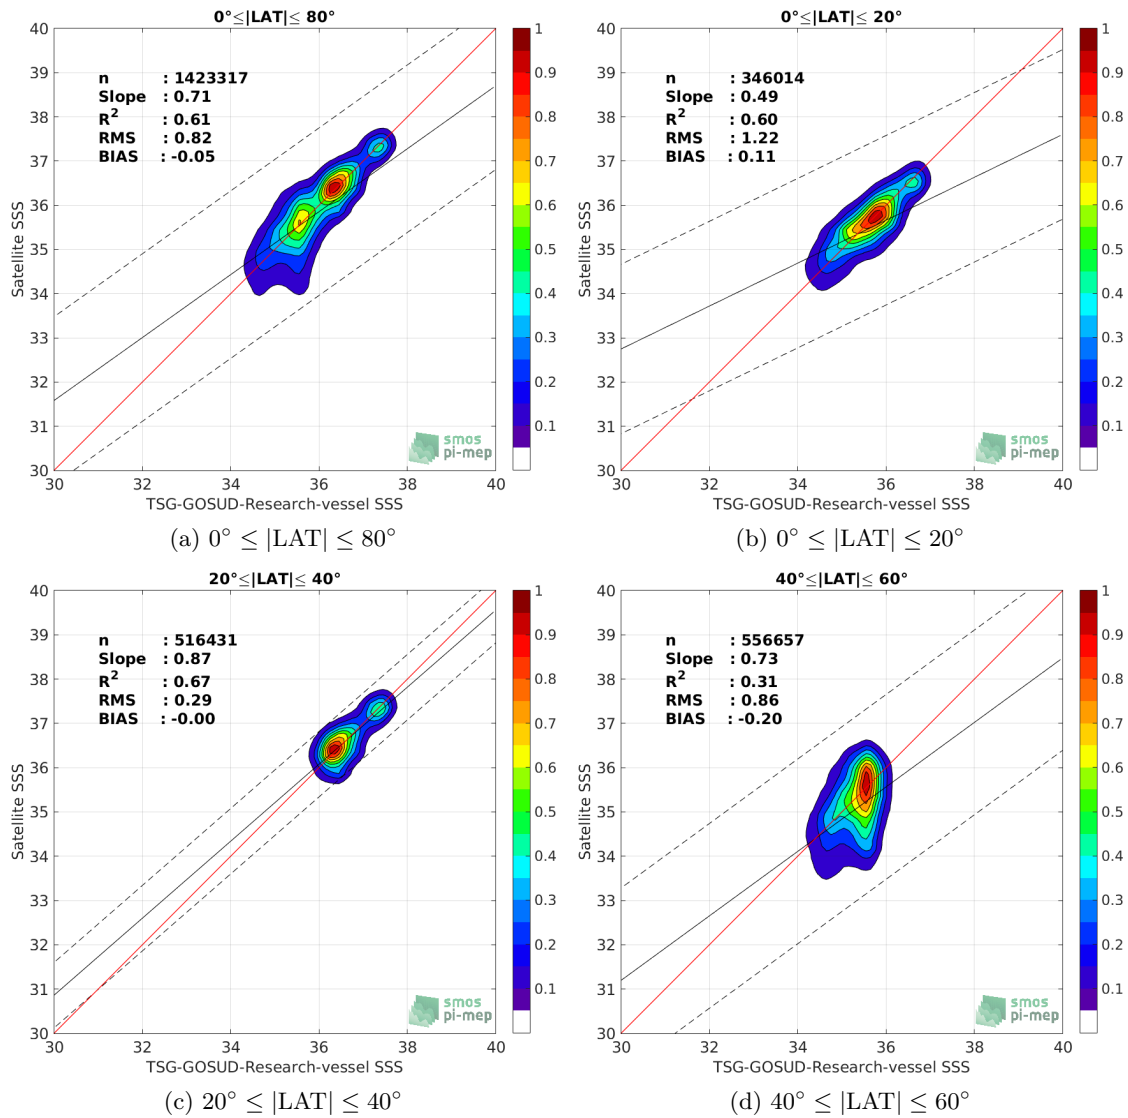 0°≤|LAT|≤ 80°
40
39
38
37
36
35
34
33
32
31
30
Satellite SSS
n : 1423317
Slope : 0.71
R² : 0.61
RMS : 0.82
BIAS : -0.05
smos
pi-mep
30 32 34 36 38 40
TSG-GOSUD-Research-vessel SSS
1
0.9
0.8
0.7
0.6
0.5
0.4
0.3
0.2
0.1
(a) 0° ≤ |LAT| ≤ 80°
0°≤|LAT|≤ 20°
40
39
38
37
36
35
34
33
32
31
30
Satellite SSS
n : 346014
Slope : 0.49
R² : 0.60
RMS : 1.22
BIAS : 0.11
smos
pi-mep
30 32 34 36 38 40
TSG-GOSUD-Research-vessel SSS
1
0.9
0.8
0.7
0.6
0.5
0.4
0.3
0.2
0.1
(b) 0° ≤ |LAT| ≤ 20°
20°≤|LAT|≤ 40°
40
39
38
37
36
35
34
33
32
31
30
Satellite SSS
n : 516431
Slope : 0.87
R² : 0.67
RMS : 0.29
BIAS : -0.00
smos
pi-mep
30 32 34 36 38 40
TSG-GOSUD-Research-vessel SSS
1
0.9
0.8
0.7
0.6
0.5
0.4
0.3
0.2
0.1
(c) 20° ≤ |LAT| ≤ 40°
40°≤|LAT|≤ 60°
40
39
38
37
36
35
34
33
32
31
30
Satellite SSS
n : 556657
Slope : 0.73
R² : 0.31
RMS : 0.86
BIAS : -0.20
smos
pi-mep
30 32 34 36 38 40
TSG-GOSUD-Research-vessel SSS
1
0.9
0.8
0.7
0.6
0.5
0.4
0.3
0.2
0.1
(d) 40° ≤ |LAT| ≤ 60°